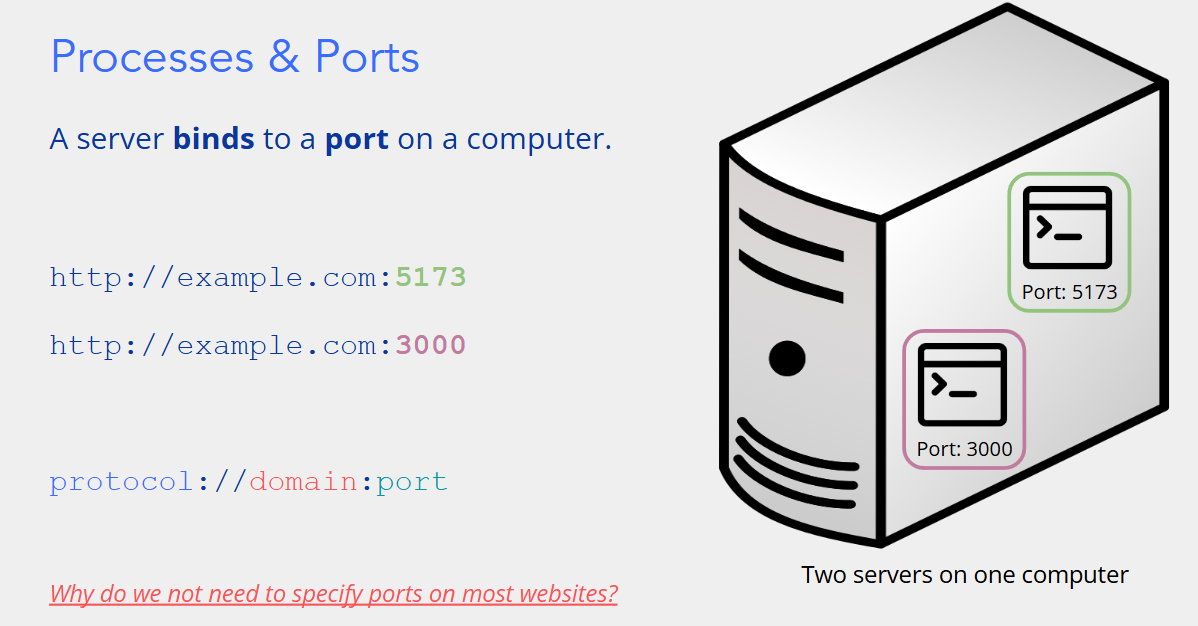 Processes & Ports
A server binds to a port on a computer.
http://example.com:5173
http://example.com:3000
protocol://domain:port
Why do we not need to specify ports on most websites?
Port: 5173
Port: 3000
Two servers on one computer